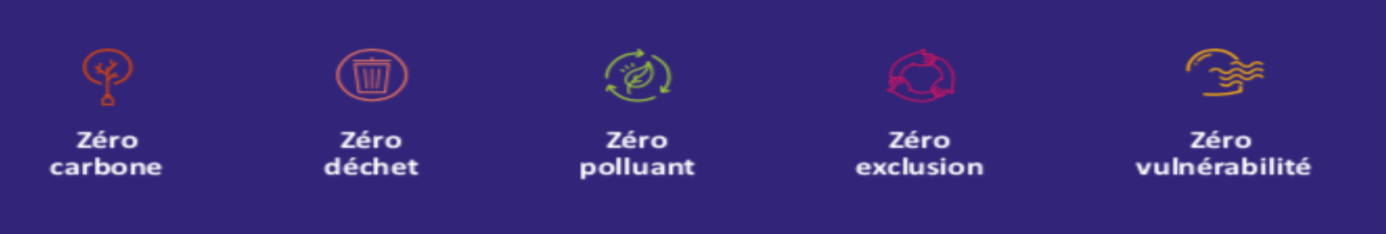 Zéro
carbone
Zéro
déchet
Zéro
polluant
Zéro
exclusion
Zéro
vulnérabilité